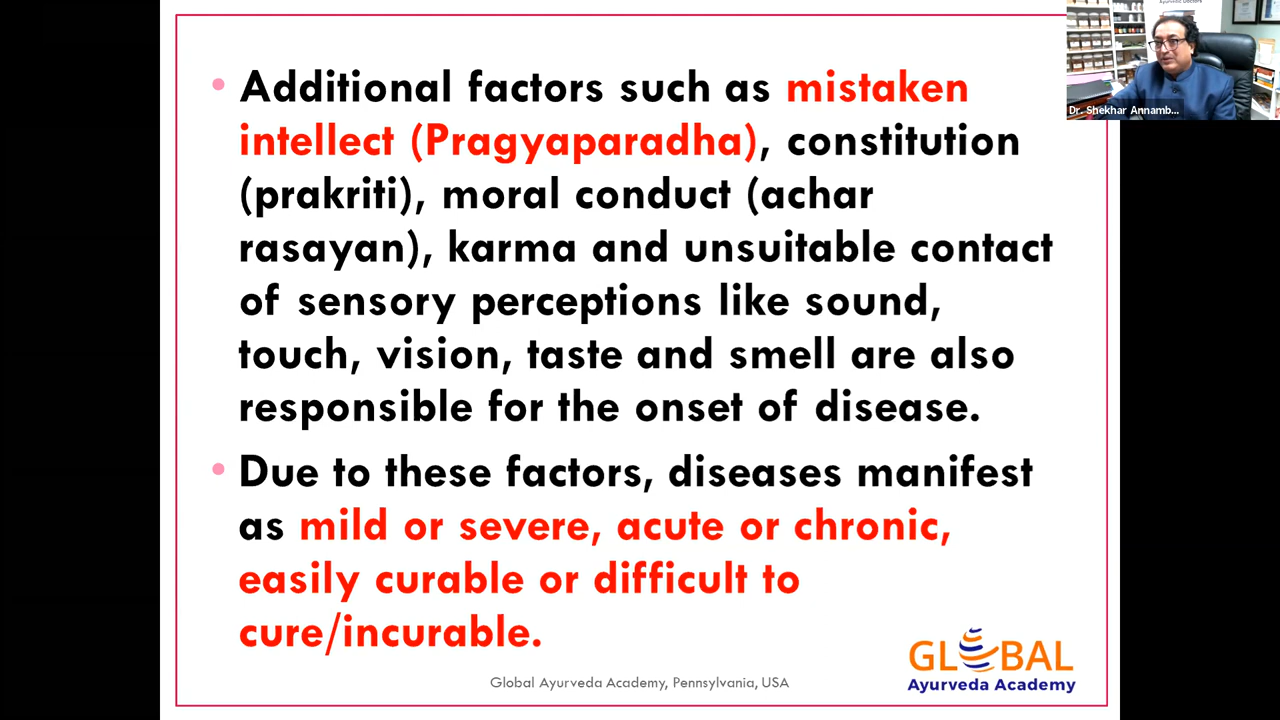 • Additional factors such as mistaken
intellect (Pragyaparadha), constitution
(prakriti), moral conduct (achar
rasayan), karma and unsuitable contact
of sensory perceptions like sound,
touch, vision, taste and smell are also
responsible for the onset of disease.
• Due to these factors, diseases manifest
as mild or severe, acute or chronic,
easily curable or difficult to
cure/incurable.
Global Ayurveda Academy, Pennsylvania, USA
GLOBAL
Ayurveda Academy
Dr. Shekhar Annamb...